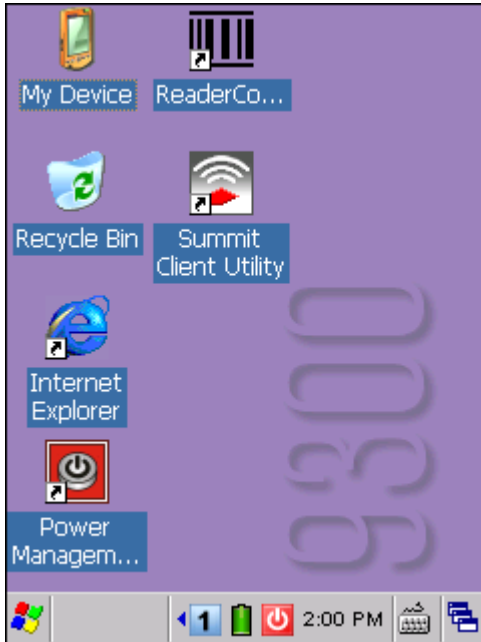 My Device
ReaderCo...
Recycle Bin
Summit
Client Utility
Internet
Explorer
Power
Managem...
9300
1
2:00 PM